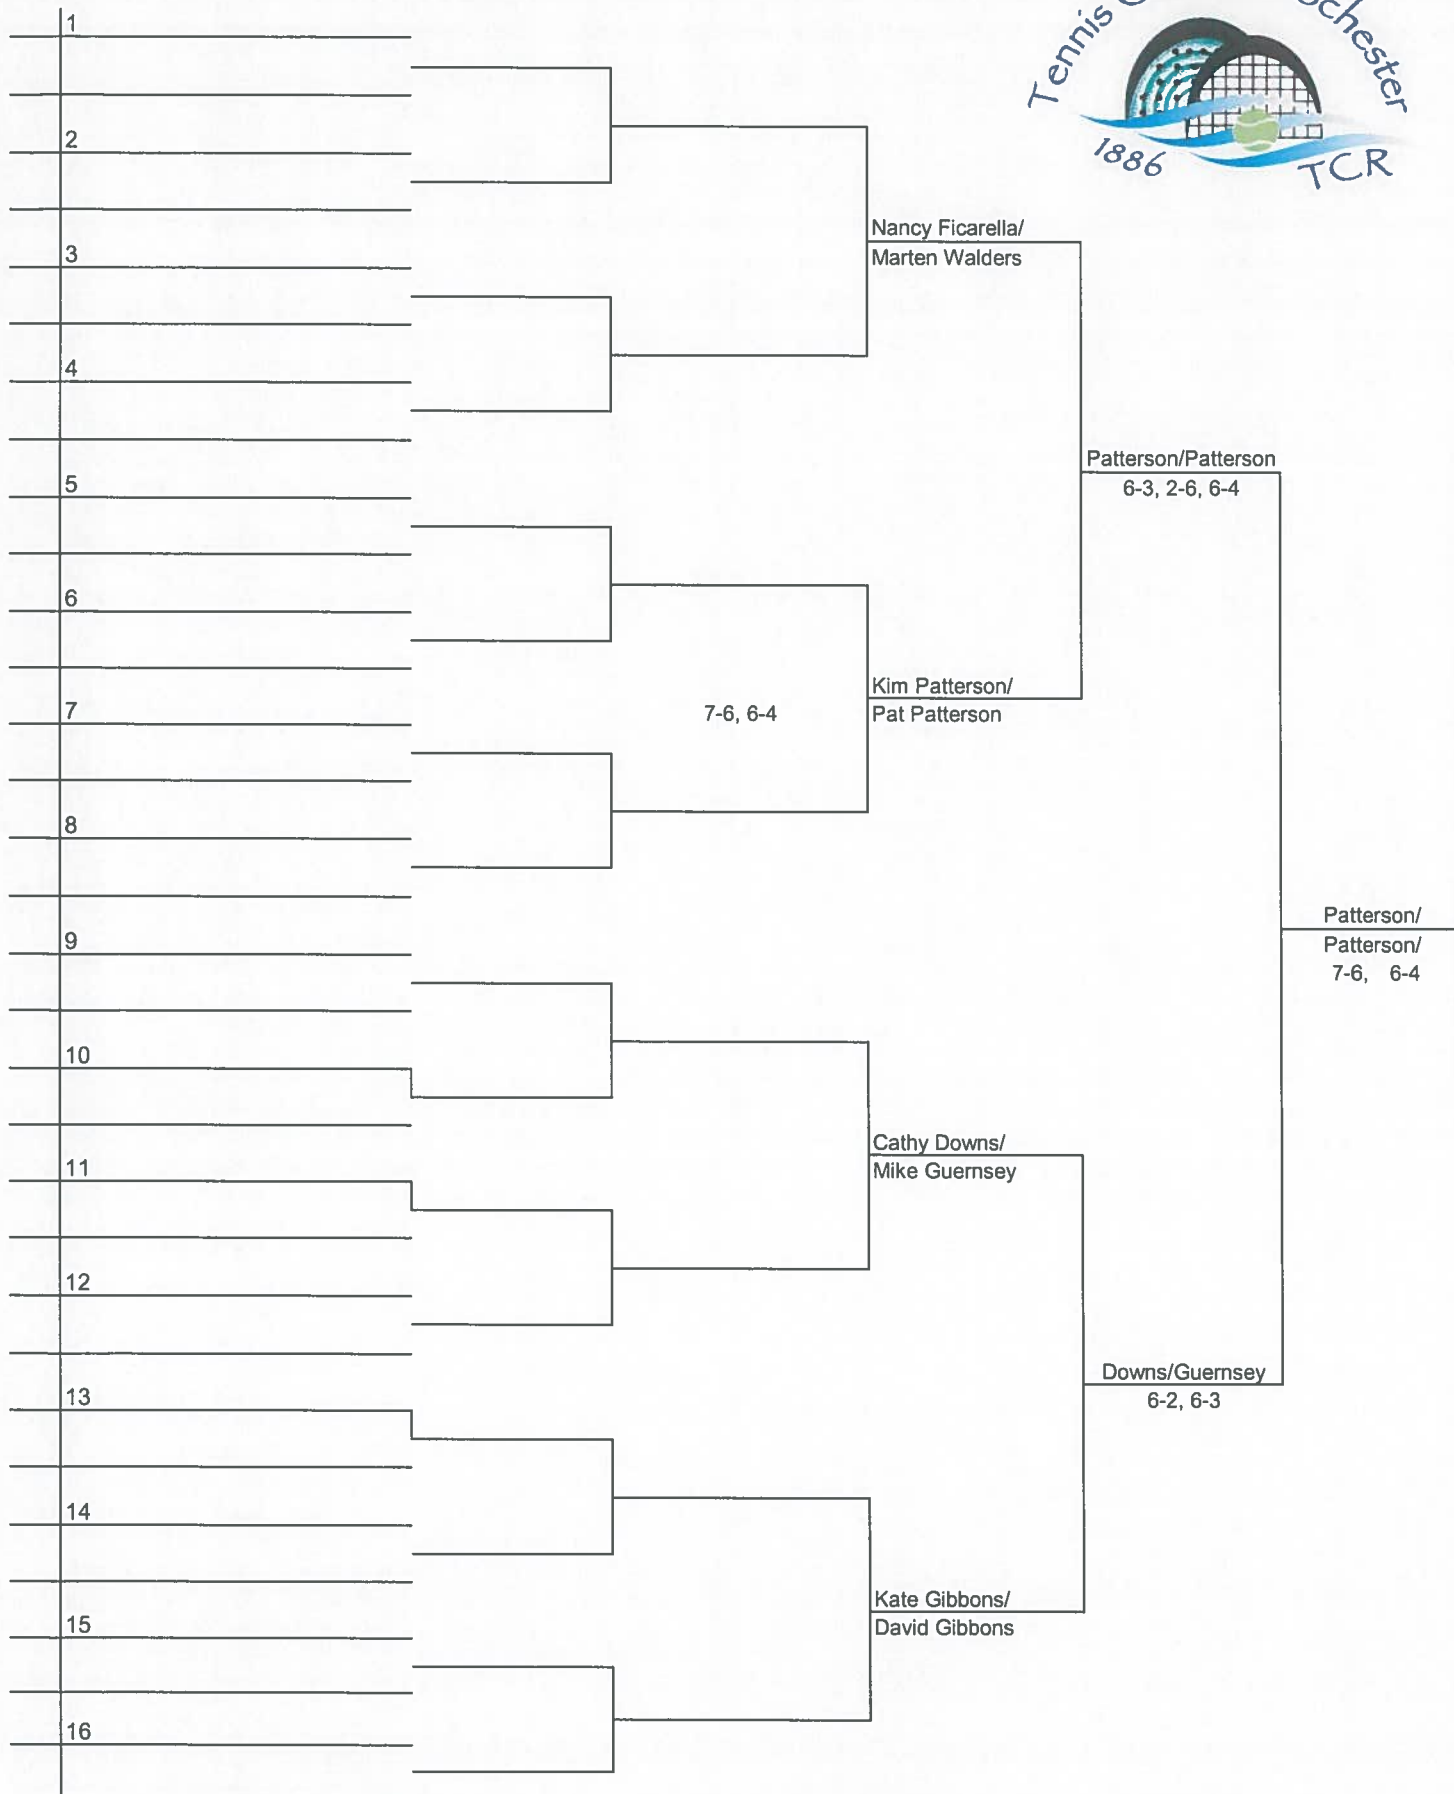 Tennis
chester
1886
TCR
1
2
3
4
5
6
7
8
9
10
11
12
13
14
15
16
Nancy Ficarella/
Marten Walders
Patterson/Patterson
6-3, 2-6, 6-4
Kim Patterson/
7-6, 6-4
Pat Patterson
Patterson/
Patterson/
7-6, 6-4
Cathy Downs/
Mike Guernsey
Downs/Guernsey
6-2, 6-3
Kate Gibbons/
David Gibbons